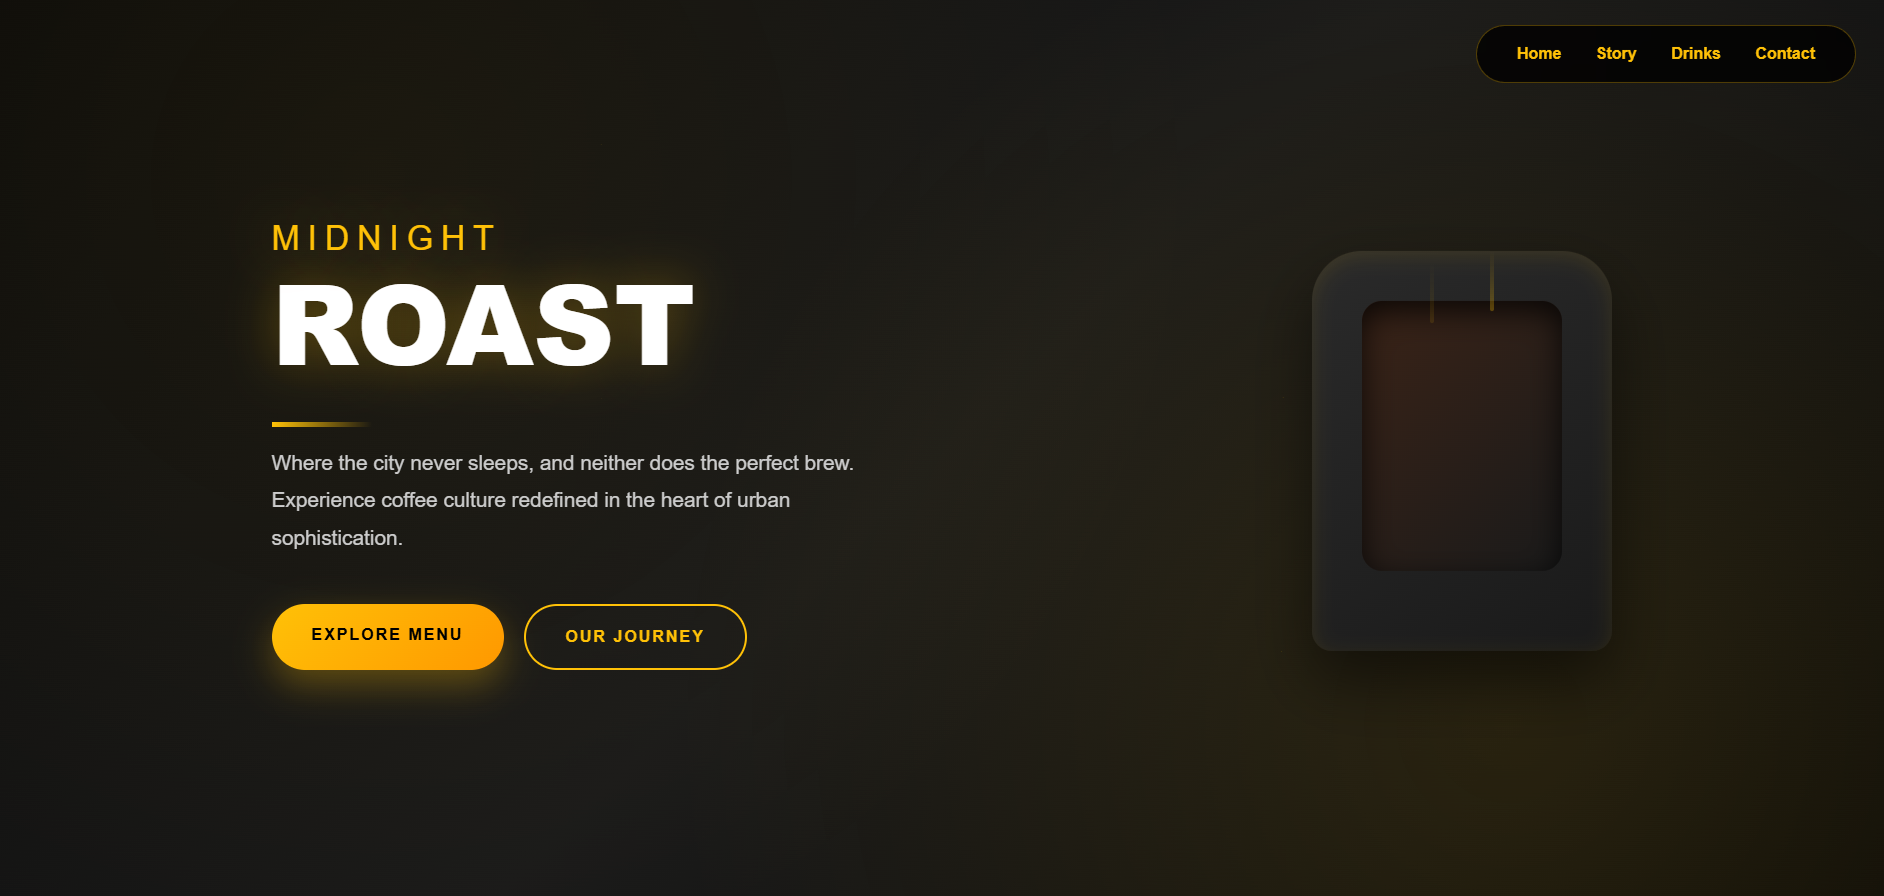 Home Story Drinks Contact
MIDNIGHT
ROAST
Where the city never sleeps, and neither does the perfect brew.
Experience coffee culture redefined in the heart of urban
sophistication.
EXPLORE MENU
OUR JOURNEY